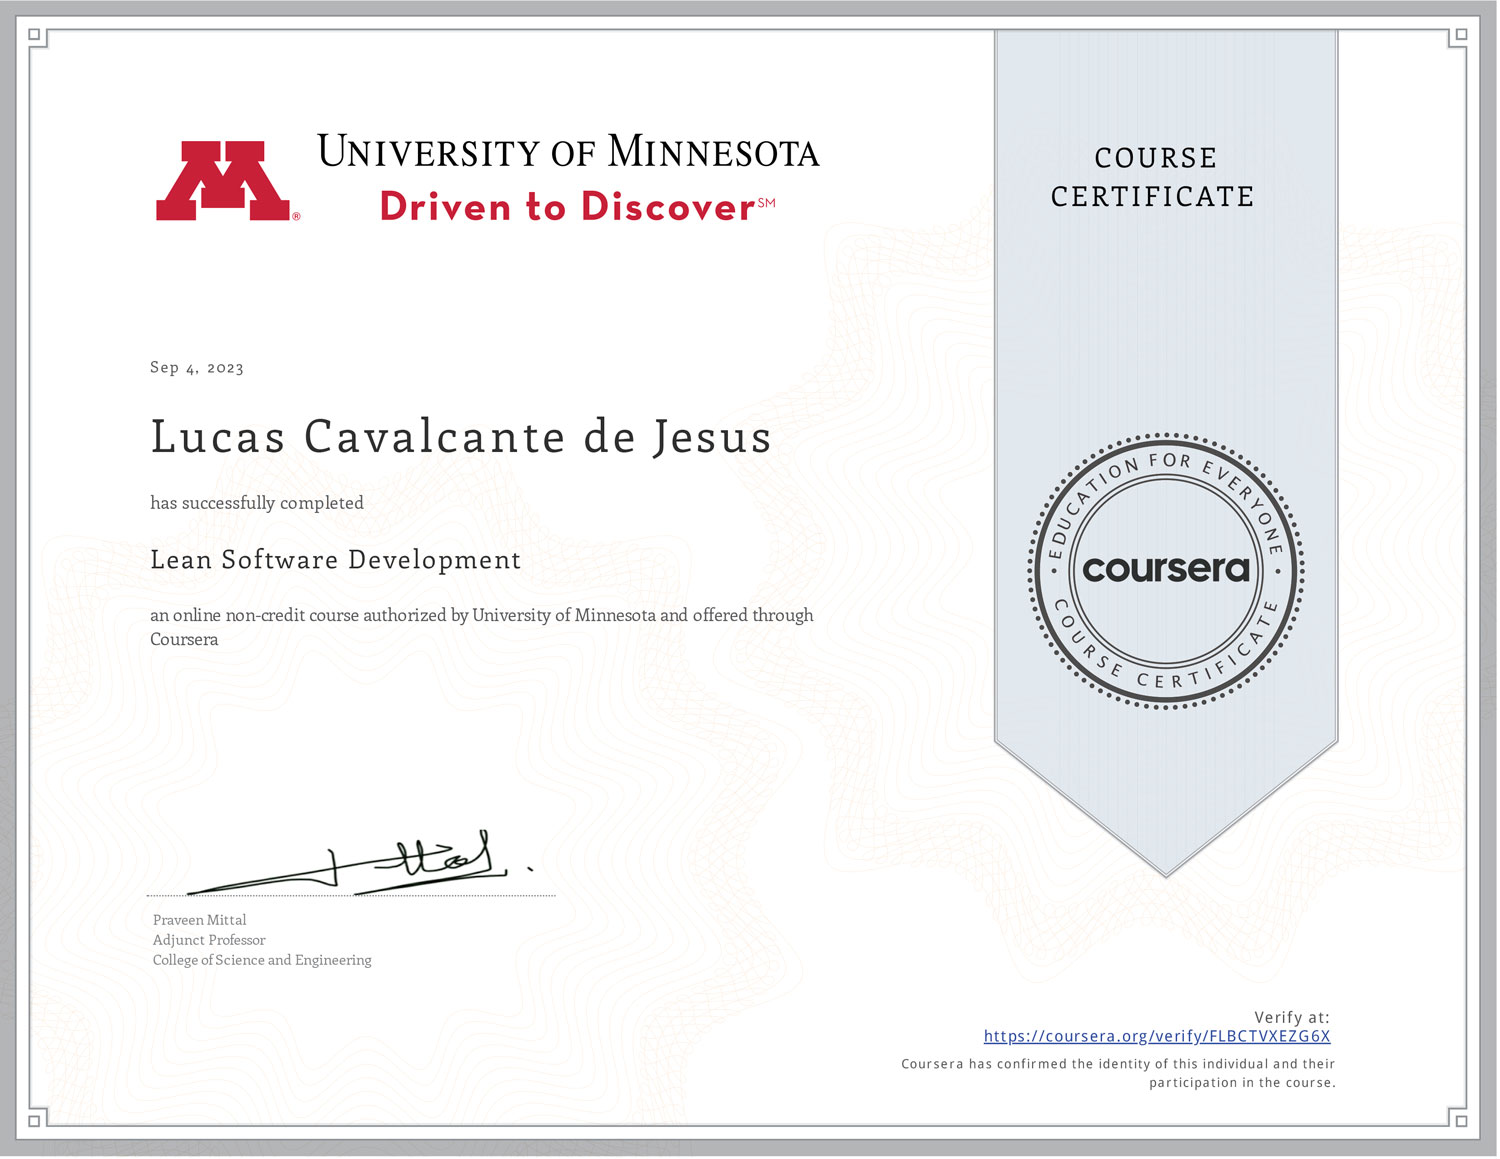 UNIVERSITY OF MINNESOTA
Driven to Discover℠
®
COURSE
CERTIFICATE
Sep 4, 2023
Lucas Cavalcante de Jesus
has successfully completed
Lean Software Development
an online non-credit course authorized by University of Minnesota and offered through
Coursera
EDUCATION FOR EVERYONE
coursera
COURSE CERTIFICATE
Praveen Mittal
Adjunct Professor
College of Science and Engineering
Verify at:
https://coursera.org/verify/FLBCTVXEZG6X
Coursera has confirmed the identity of this individual and their
participation in the course.